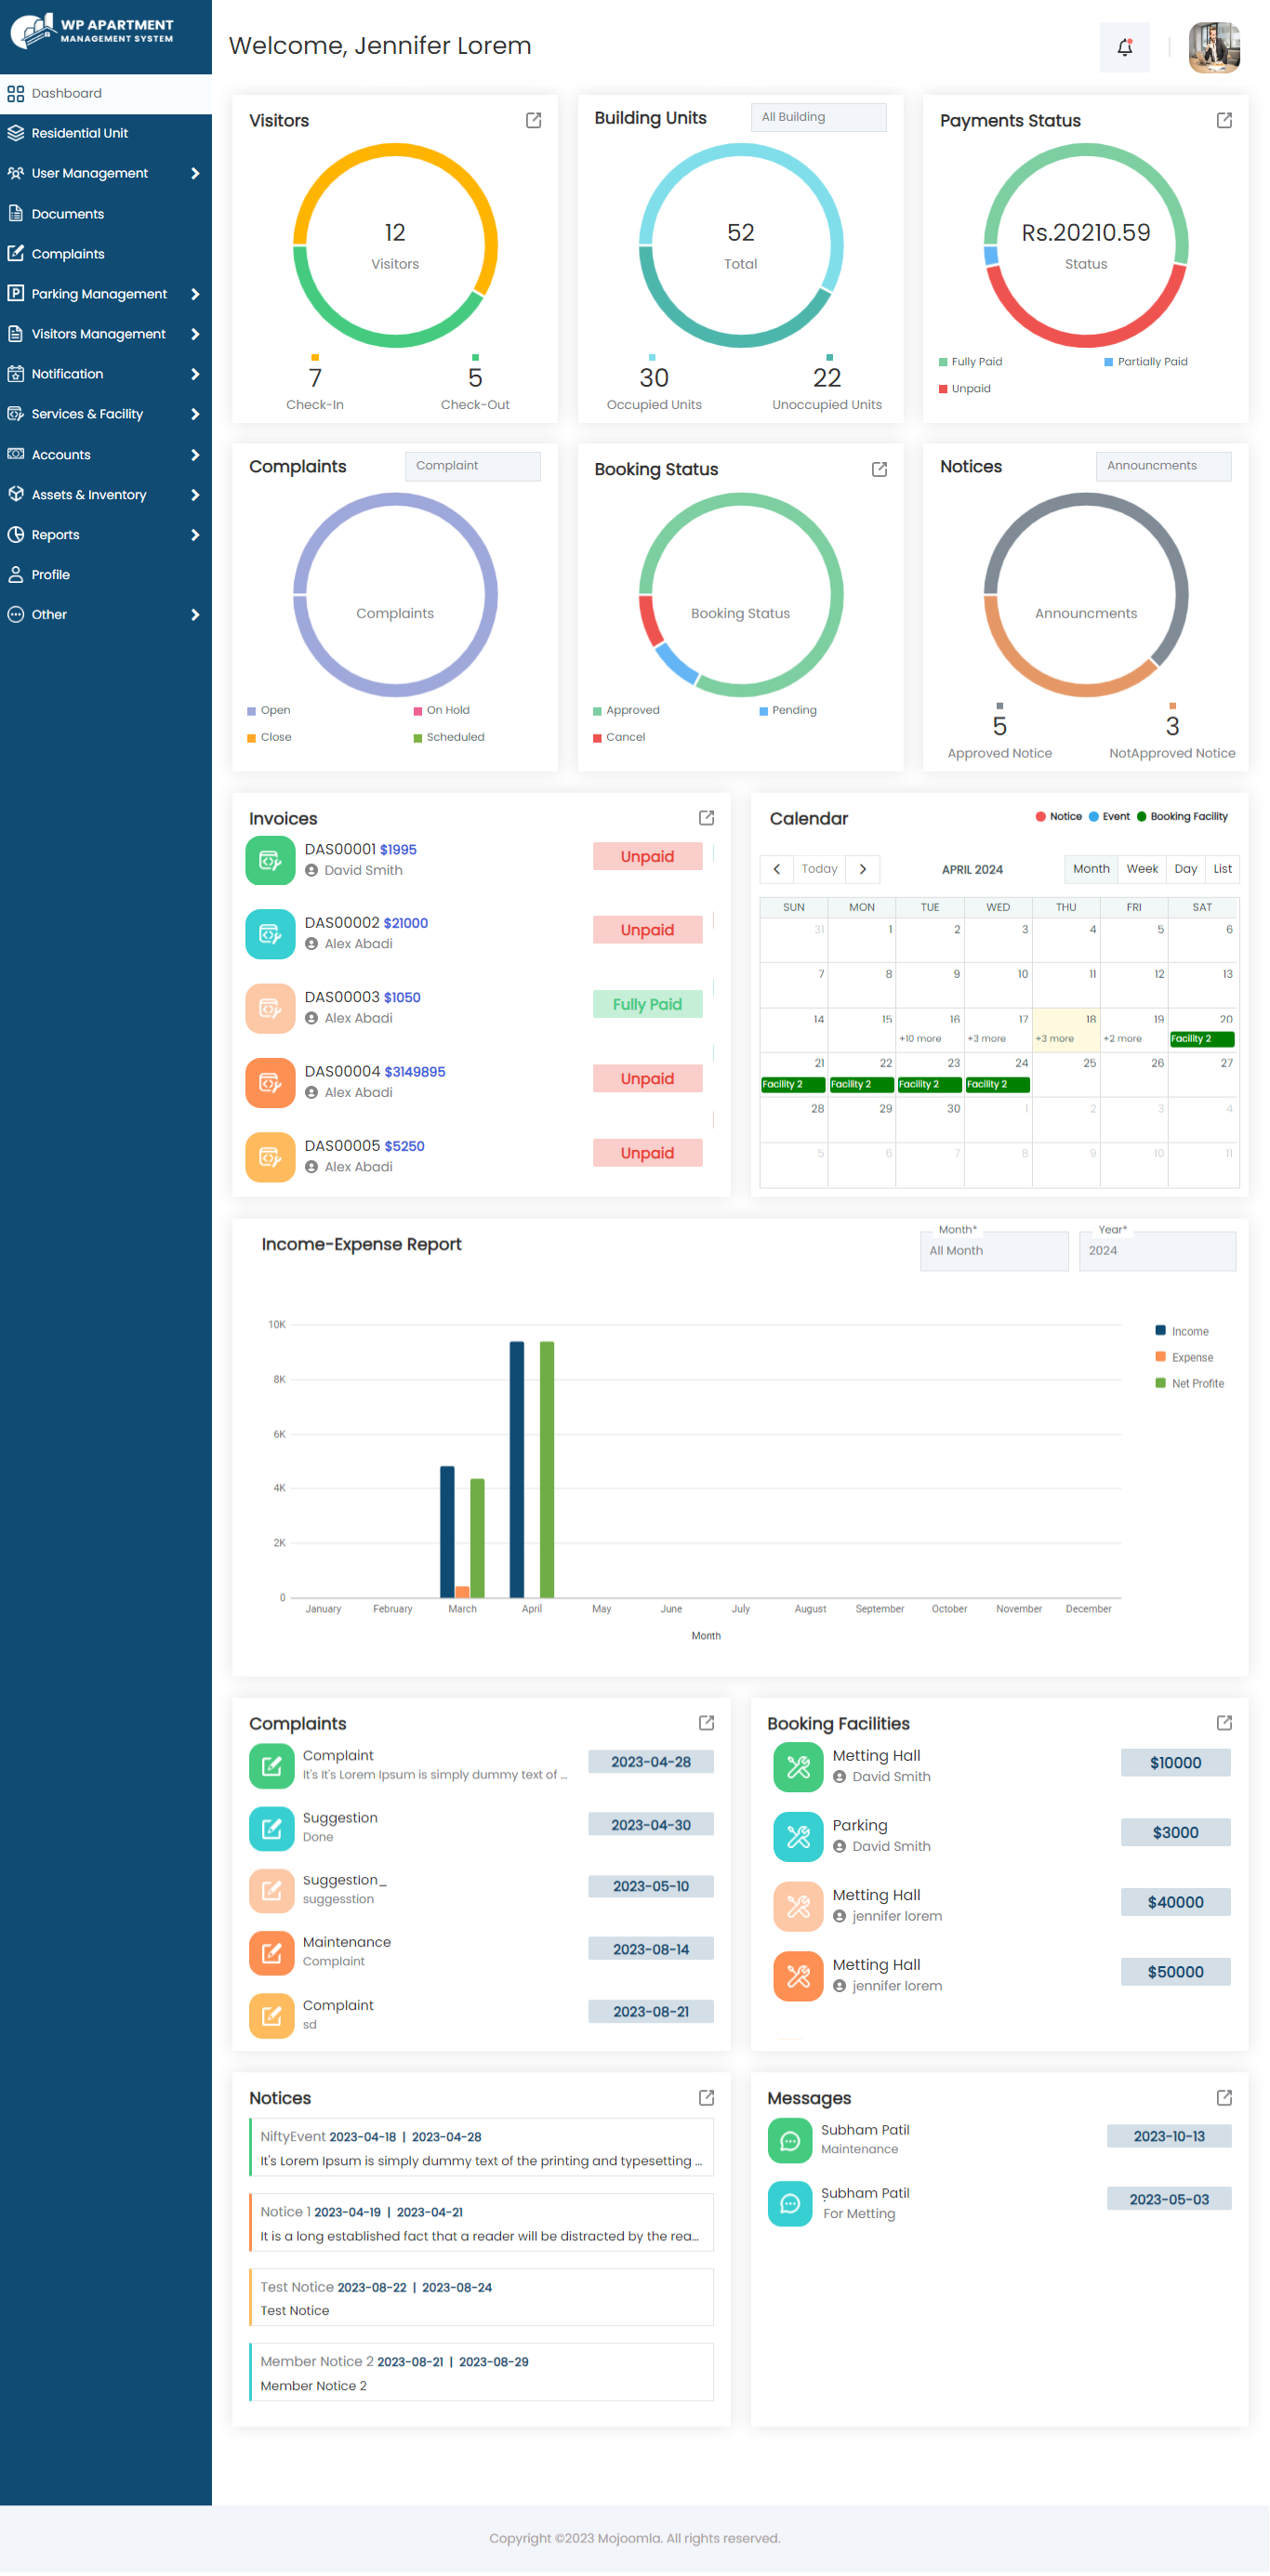 WP APARTMENT
MANAGEMENT SYSTEM
Dashboard
Residential Unit
User Management
Documents
Complaints
Parking Management
Visitors Management
Notification
Services & Facility
Accounts
Assets & Inventory
Reports
Profile
Other
Welcome, Jennifer Lorem
Visitors
12
Visitors
7
Check-In
5
Check-Out
Building Units
All Building
52
Total
30
Occupied Units
22
Unoccupied Units
Payments Status
Rs.20210.59
Status
Fully Paid
Partially Paid
Unpaid
Complaints
Complaint
Complaints
Open
On Hold
Close
Scheduled
Booking Status
Booking Status
Approved
Pending
Cancel
Notices
Announcments
Announcments
5
Approved Notice
3
NotApproved Notice
Invoices
DAS00001 $1995
David Smith
Unpaid
DAS00002 $21000
Alex Abadi
Unpaid
DAS00003 $1050
Alex Abadi
Fully Paid
DAS00004 $3149895
Alex Abadi
Unpaid
DAS00005 $5250
Alex Abadi
Unpaid
Calendar
Notice Event Booking Facility
Today
APRIL 2024
Month Week Day List
SUN MON TUE WED THU FRI SAT
31 1 2 3 4 5 6
7 8 9 10 11 12 13
14 15 16 17 18 19 20
+10 more +3 more +3 more +2 more Facility 2
21 22 23 24 25 26 27
Facility 2 Facility 2 Facility 2 Facility 2
28 29 30 1 2 3 4
5 6 7 8 9 10 11
Income-Expense Report
Month*
All Month
Year*
2024
10K
8K
6K
4K
2K
0
January February March April May June July August September October November December
Month
Income
Expense
Net Profite
Complaints
Complaint
It's It's Lorem Ipsum is simply dummy text of ...
2023-04-28
Suggestion
Done
2023-04-30
Suggestion_
suggesstion
2023-05-10
Maintenance
Complaint
2023-08-14
Complaint
sd
2023-08-21
Booking Facilities
Metting Hall
David Smith
$10000
Parking
David Smith
$3000
Metting Hall
jennifer lorem
$40000
Metting Hall
jennifer lorem
$50000
Notices
NiftyEvent 2023-04-18 | 2023-04-28
It's Lorem Ipsum is simply dummy text of the printing and typesetting ...
Notice 1 2023-04-19 | 2023-04-21
It is a long established fact that a reader will be distracted by the rea...
Test Notice 2023-08-22 | 2023-08-24
Test Notice
Member Notice 2 2023-08-21 | 2023-08-29
Member Notice 2
Messages
Subham Patil
Maintenance
2023-10-13
Subham Patil
For Metting
2023-05-03
Copyright ©2023 Mojoomla. All rights reserved.